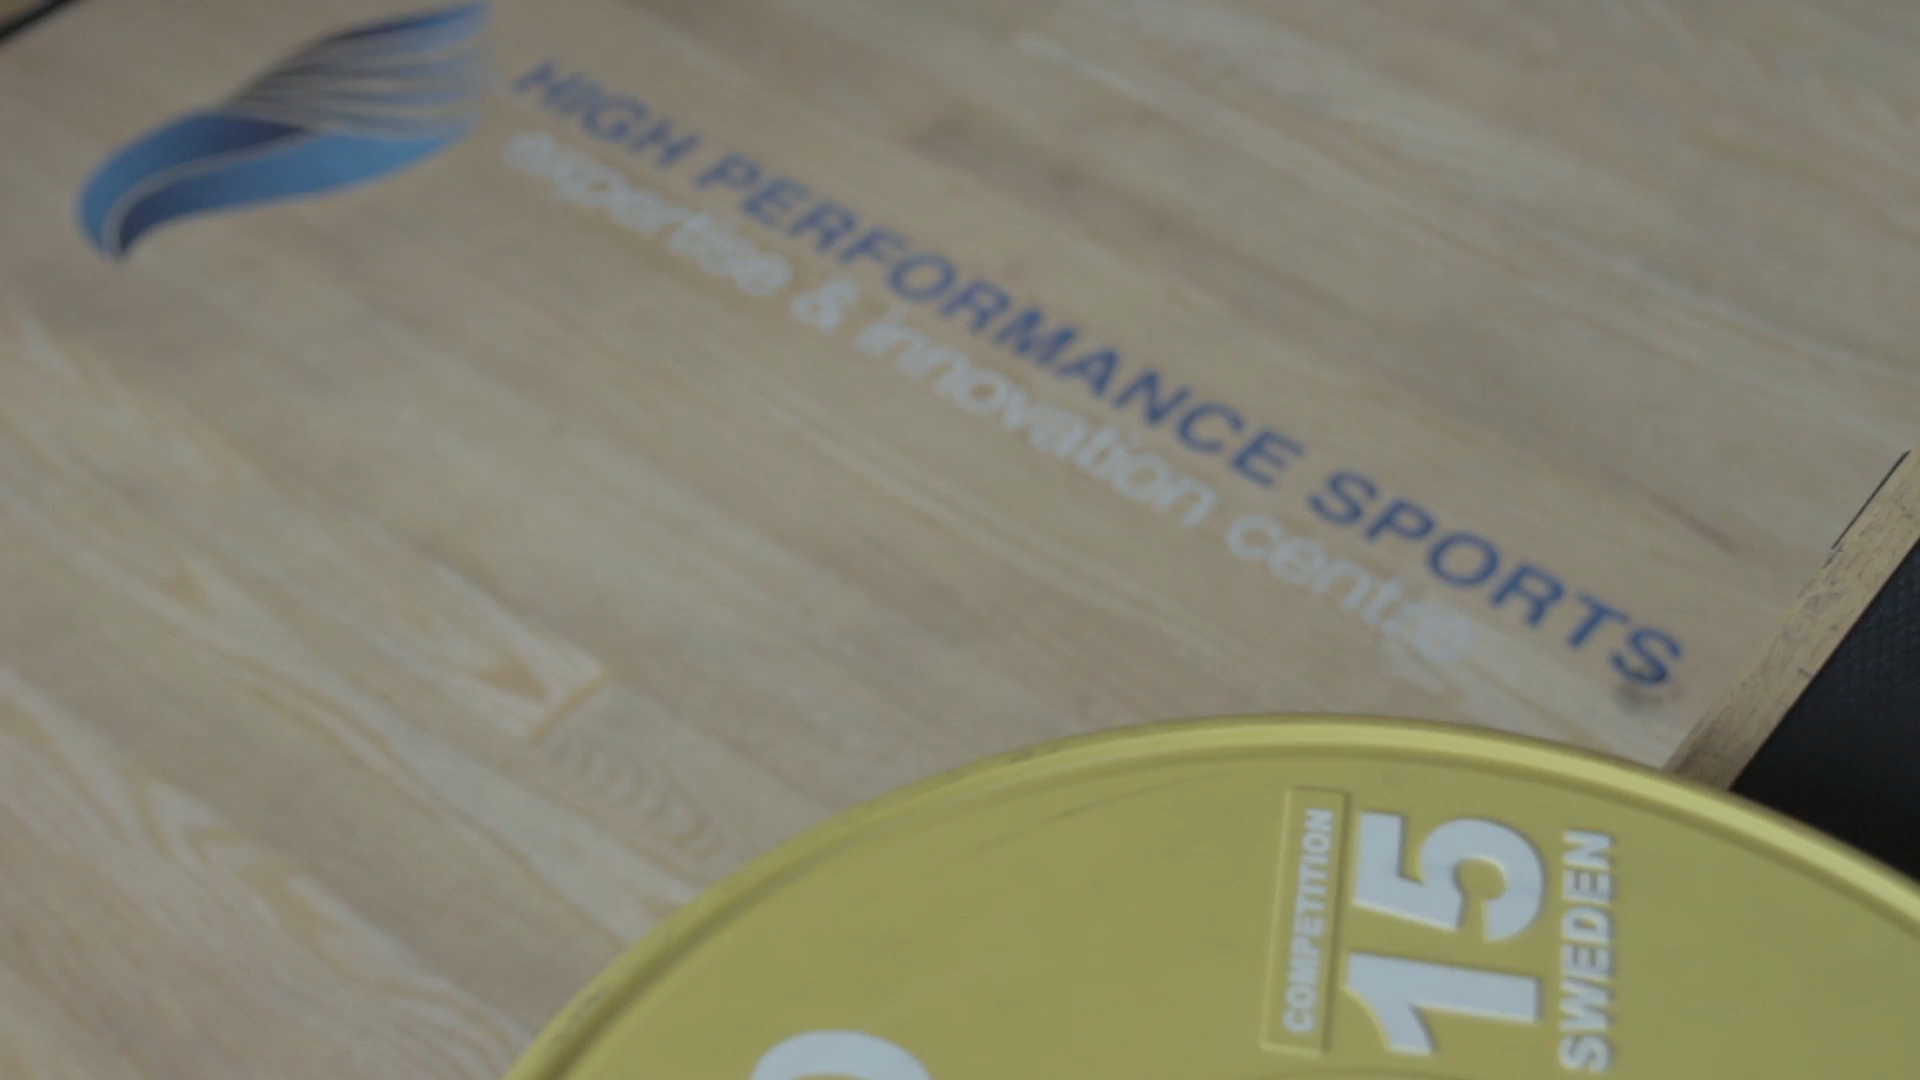 HIGH PERFORMANCE SPORTS
expertise & innovation centre
COMPETITION
15
SWEDEN